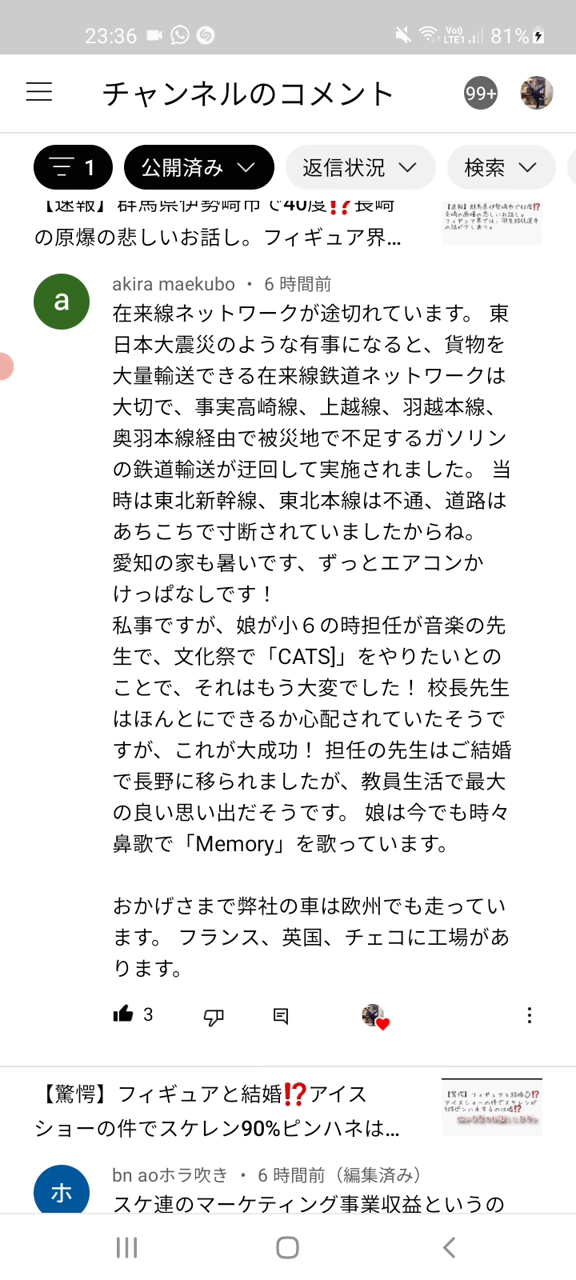 23:36
Vo))
LTE1
81%
チャンネルのコメント
99+
1
公開済み
返信状況
検索
【速報】群馬県伊勢崎市で40度⁉️長崎
の原爆の悲しいお話し。フィギュア界...
a
akira maekubo ・ 6 時間前
在来線ネットワークが途切れています。 東
日本大震災のような有事になると、貨物を
大量輸送できる在来線鉄道ネットワークは
大切で、事実高崎線、上越線、羽越本線、
奥羽本線経由で被災地で不足するガソリン
の鉄道輸送が迂回して実施されました。 当
時は東北新幹線、東北本線は不通、道路は
あちこちで寸断されていましたからね。
愛知の家も暑いです、ずっとエアコンか
けっぱなしです！
私事ですが、娘が小６の時担任が音楽の先
生で、文化祭で「CATS]」をやりたいとの
ことで、それはもう大変でした！ 校長先生
はほんとにできるか心配されていたそうで
すが、これが大成功！ 担任の先生はご結婚
で長野に移られましたが、教員生活で最大
の良い思い出だそうです。 娘は今でも時々
鼻歌で「Memory」を歌っています。
おかげさまで弊社の車は欧州でも走ってい
ます。 フランス、英国、チェコに工場があ
ります。
3
【驚愕】フィギュアと結婚⁉️アイス
ショーの件でスケレン90%ピンハネは...
ホ
bn aoホラ吹き ・ 6 時間前（編集済み）
スケ連のマーケティング事業収益というの